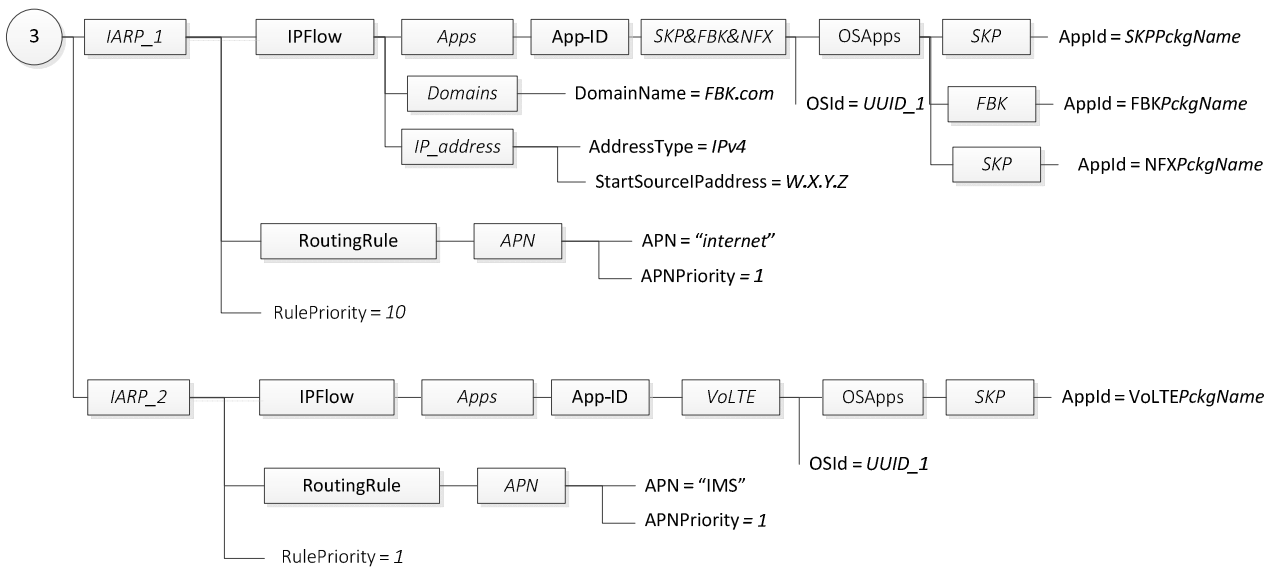 3
IARP_1
IPFlow
Apps
App-ID
SKP&FBK&NFX
OSApps
SKP
AppId = SKPPckgName
Domains
DomainName = FBK.com
OSId = UUID_1
FBK
AppId = FBKPckgName
IP_address
AddressType = IPv4
SKP
AppId = NFXPckgName
StartSourceIPaddress = W.X.Y.Z
RoutingRule
APN
APN = “internet”
APNPriority = 1
RulePriority = 10
IARP_2
IPFlow
Apps
App-ID
VoLTE
OSApps
SKP
AppId = VoLTEPckgName
OSId = UUID_1
RoutingRule
APN
APN = “IMS”
APNPriority = 1
RulePriority = 1